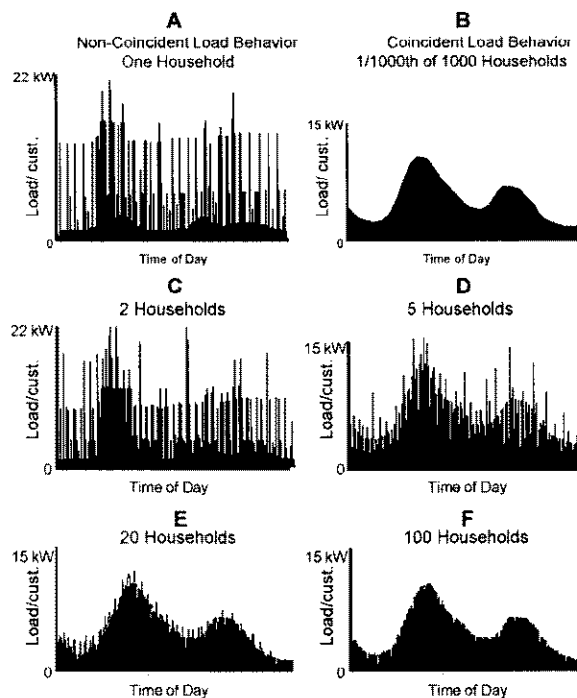 A
Non-Coincident Load Behavior
One Household
22 kW
Load/ cust.
0
Time of Day
B
Coincident Load Behavior
1/1000th of 1000 Households
15 kW
Load/ cust.
0
Time of Day
C
2 Households
22 kW
Load/cust.
0
Time of Day
D
5 Households
15 kW
Load/cust.
0
Time of Day
E
20 Households
15 kW
Load/cust.
0
Time of Day
F
100 Households
15 kW
Load/cust.
0
Time of Day